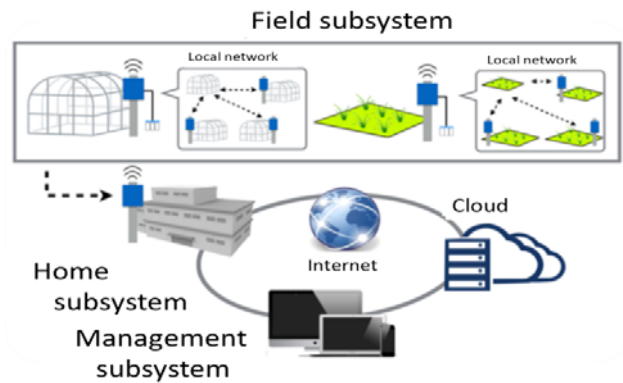 Field subsystem
Local network
Local network
Cloud
Internet
Home
subsystem
Management
subsystem